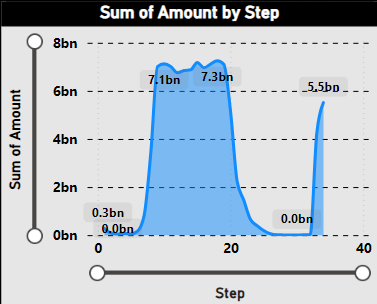 Sum of Amount by Step
8bn
7.1bn
7.3bn
6bn
5.5bn
4bn
2bn
0.3bn
0.0bn
0.0bn
0bn
0
20
40
Sum of Amount
Step